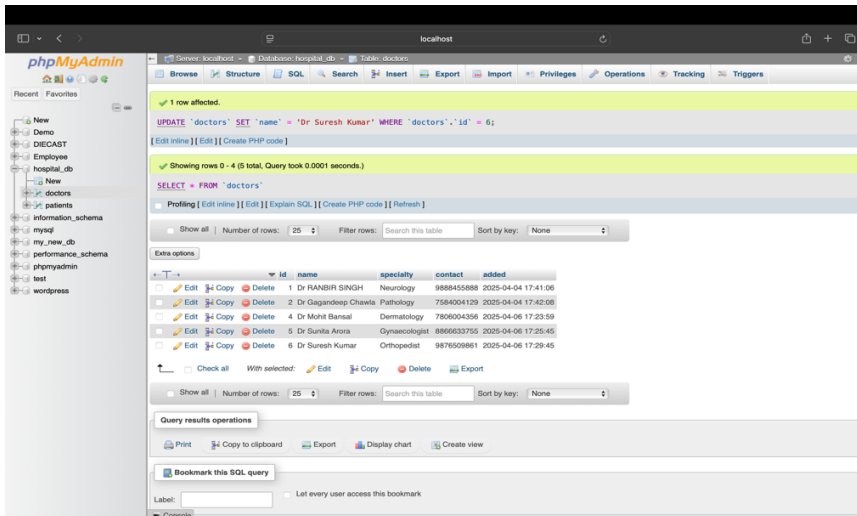 localhost
phpMyAdmin
Recent Favorites
New
Demo
DIECAST
Employee
hospital_db
New
doctors
patients
information_schema
mysql
my_new_db
performance_schema
phpmyadmin
test
wordpress
Server: localhost » Database: hospital_db » Table: doctors
Browse Structure SQL Search Insert Export Import Privileges Operations Tracking Triggers
1 row affected.
UPDATE `doctors` SET `name` = 'Dr Suresh Kumar' WHERE `doctors`.`id` = 6;
[ Edit inline ] [ Edit ] [ Create PHP code ]
Showing rows 0 - 4 (5 total, Query took 0.0001 seconds.)
SELECT * FROM `doctors`
Profiling [ Edit inline ] [ Edit ] [ Explain SQL ] [ Create PHP code ] [ Refresh ]
Show all | Number of rows: 25 Filter rows: Search this table Sort by key: None
Extra options
id name specialty contact added
Edit Copy Delete 1 Dr RANBIR SINGH Neurology 9888455888 2025-04-04 17:41:06
Edit Copy Delete 2 Dr Gagandeep Chawla Pathology 7584004129 2025-04-04 17:42:08
Edit Copy Delete 4 Dr Mohit Bansal Dermatology 7806004356 2025-04-06 17:23:59
Edit Copy Delete 5 Dr Sunita Arora Gynaecologist 8866633755 2025-04-06 17:25:45
Edit Copy Delete 6 Dr Suresh Kumar Orthopedist 9876509861 2025-04-06 17:29:45
Check all With selected: Edit Copy Delete Export
Show all | Number of rows: 25 Filter rows: Search this table Sort by key: None
Query results operations
Print Copy to clipboard Export Display chart Create view
Bookmark this SQL query
Label: Let every user access this bookmark
Console